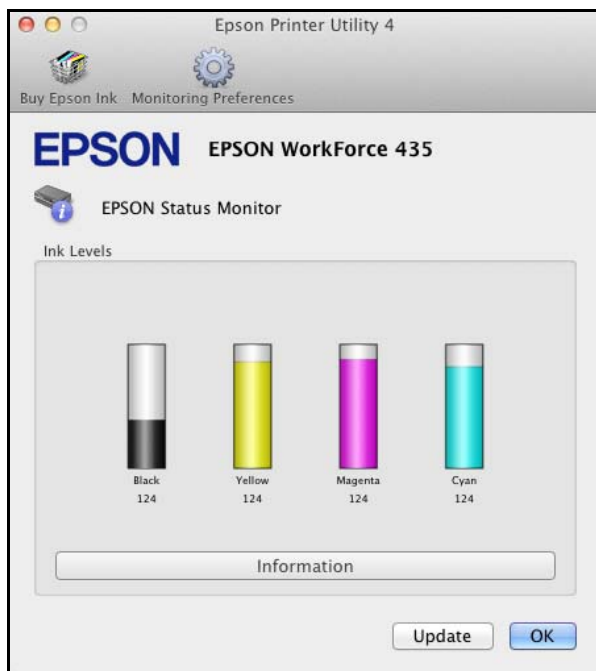 Epson Printer Utility 4
Buy Epson Ink Monitoring Preferences
EPSON EPSON WorkForce 435
EPSON Status Monitor
Ink Levels
Black Yellow Magenta Cyan
124 124 124 124
Information
Update OK